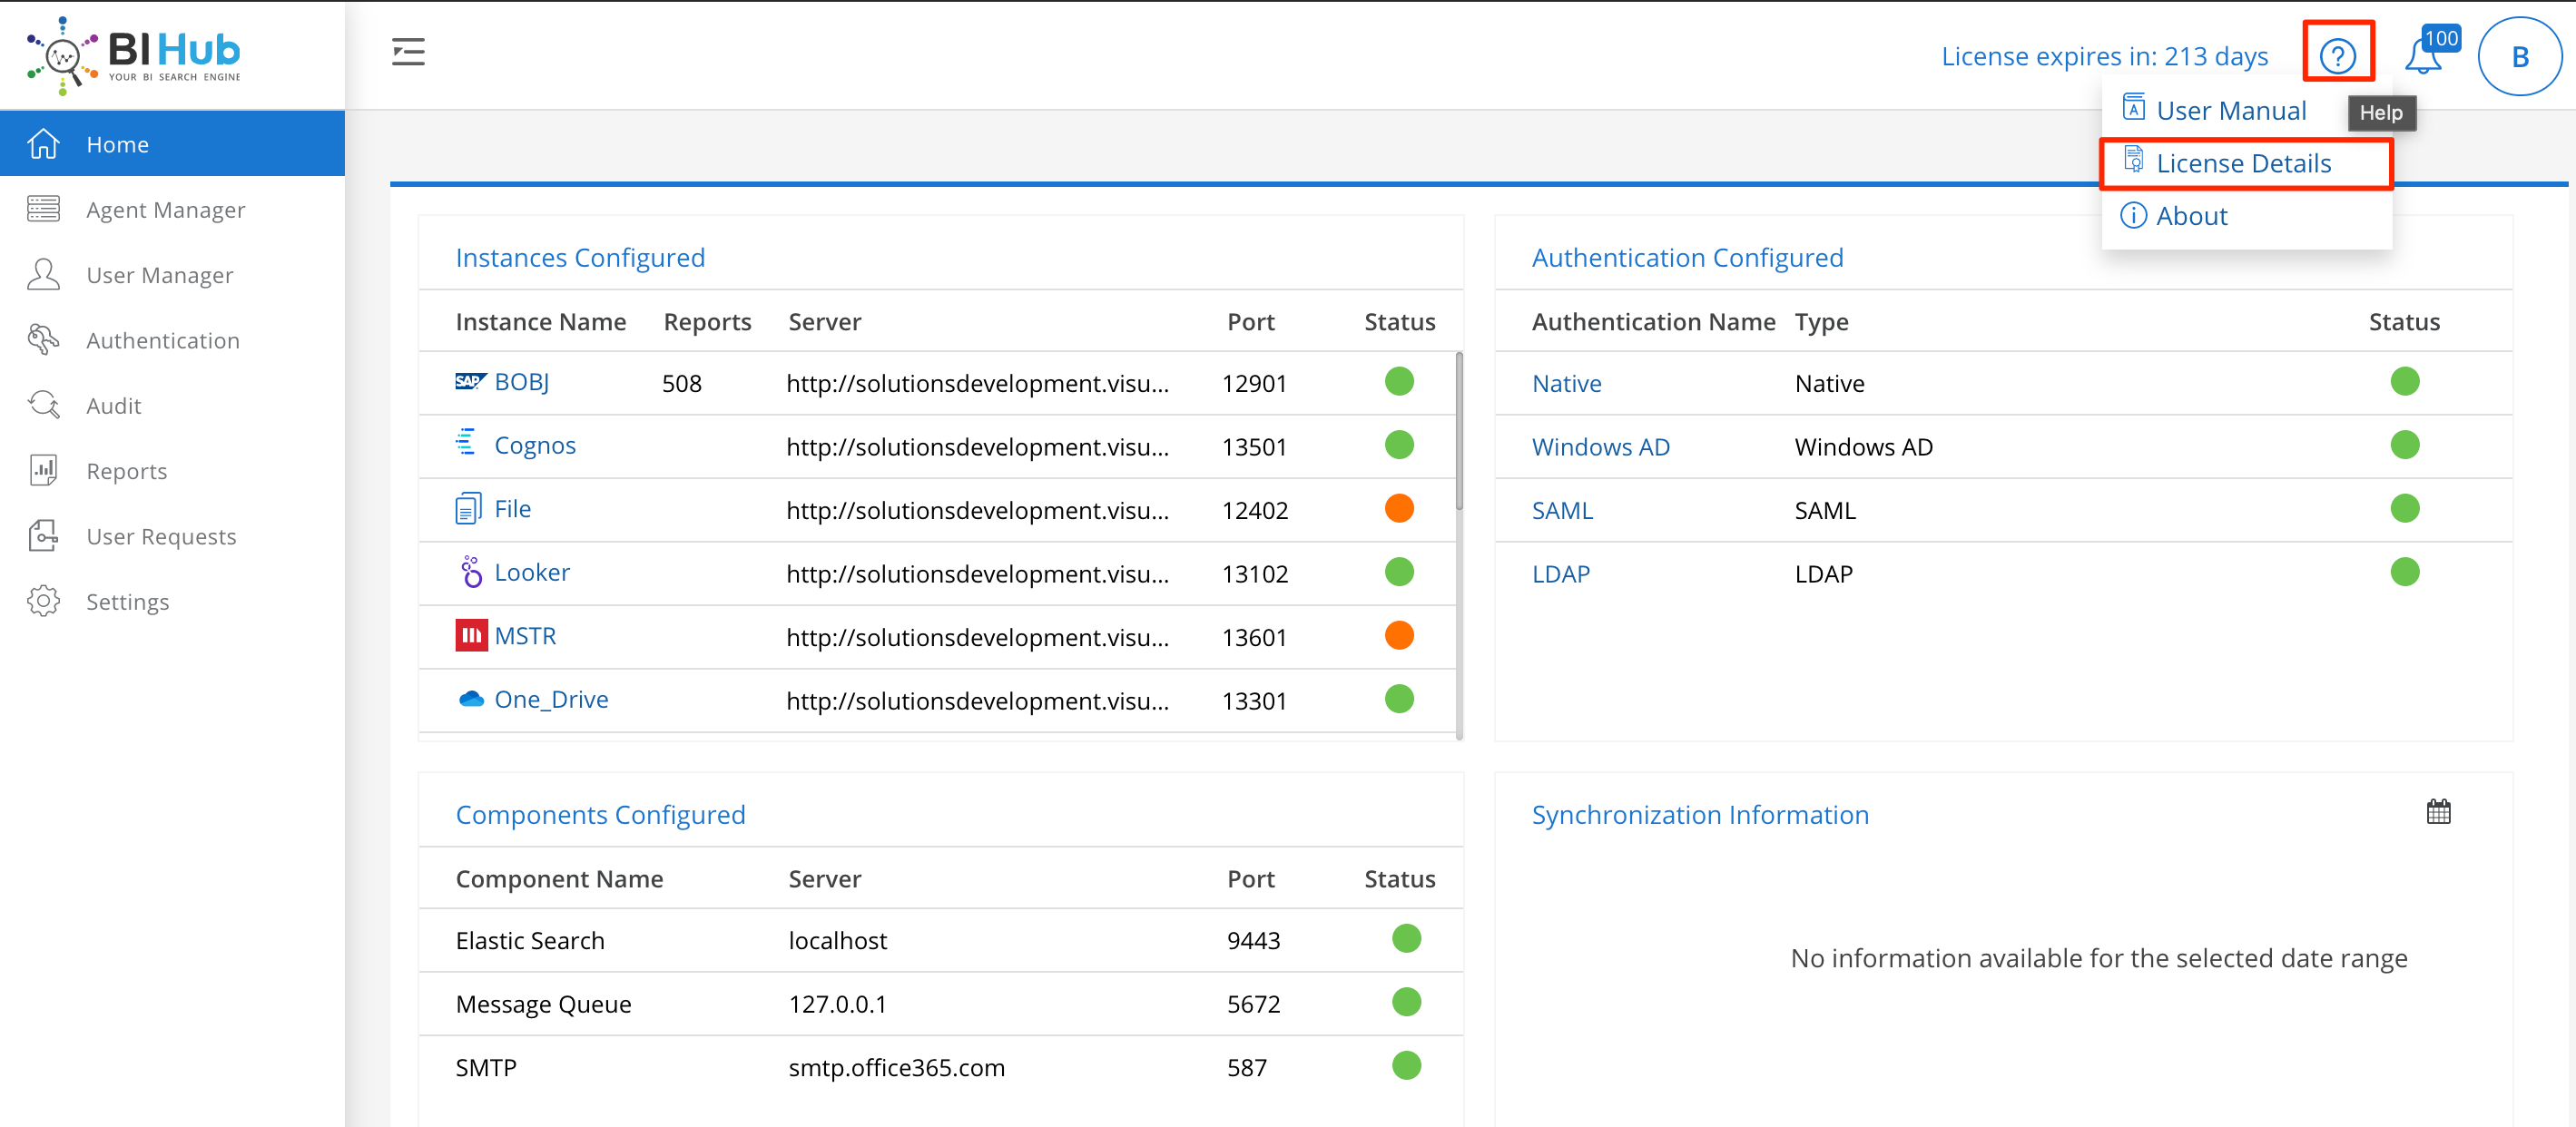 BI Hub
YOUR BI SEARCH ENGINE
License expires in: 213 days
?
100
B
User Manual
Help
License Details
About
Home
Agent Manager
User Manager
Authentication
Audit
Reports
User Requests
Settings
Instances Configured
Instance Name Reports Server Port Status
SAP BOBJ 508 http://solutionsdevelopment.visu... 12901
Cognos http://solutionsdevelopment.visu... 13501
File http://solutionsdevelopment.visu... 12402
Looker http://solutionsdevelopment.visu... 13102
MSTR http://solutionsdevelopment.visu... 13601
One_Drive http://solutionsdevelopment.visu... 13301
Authentication Configured
Authentication Name Type Status
Native Native
Windows AD Windows AD
SAML SAML
LDAP LDAP
Components Configured
Component Name Server Port Status
Elastic Search localhost 9443
Message Queue 127.0.0.1 5672
SMTP smtp.office365.com 587
Synchronization Information
No information available for the selected date range